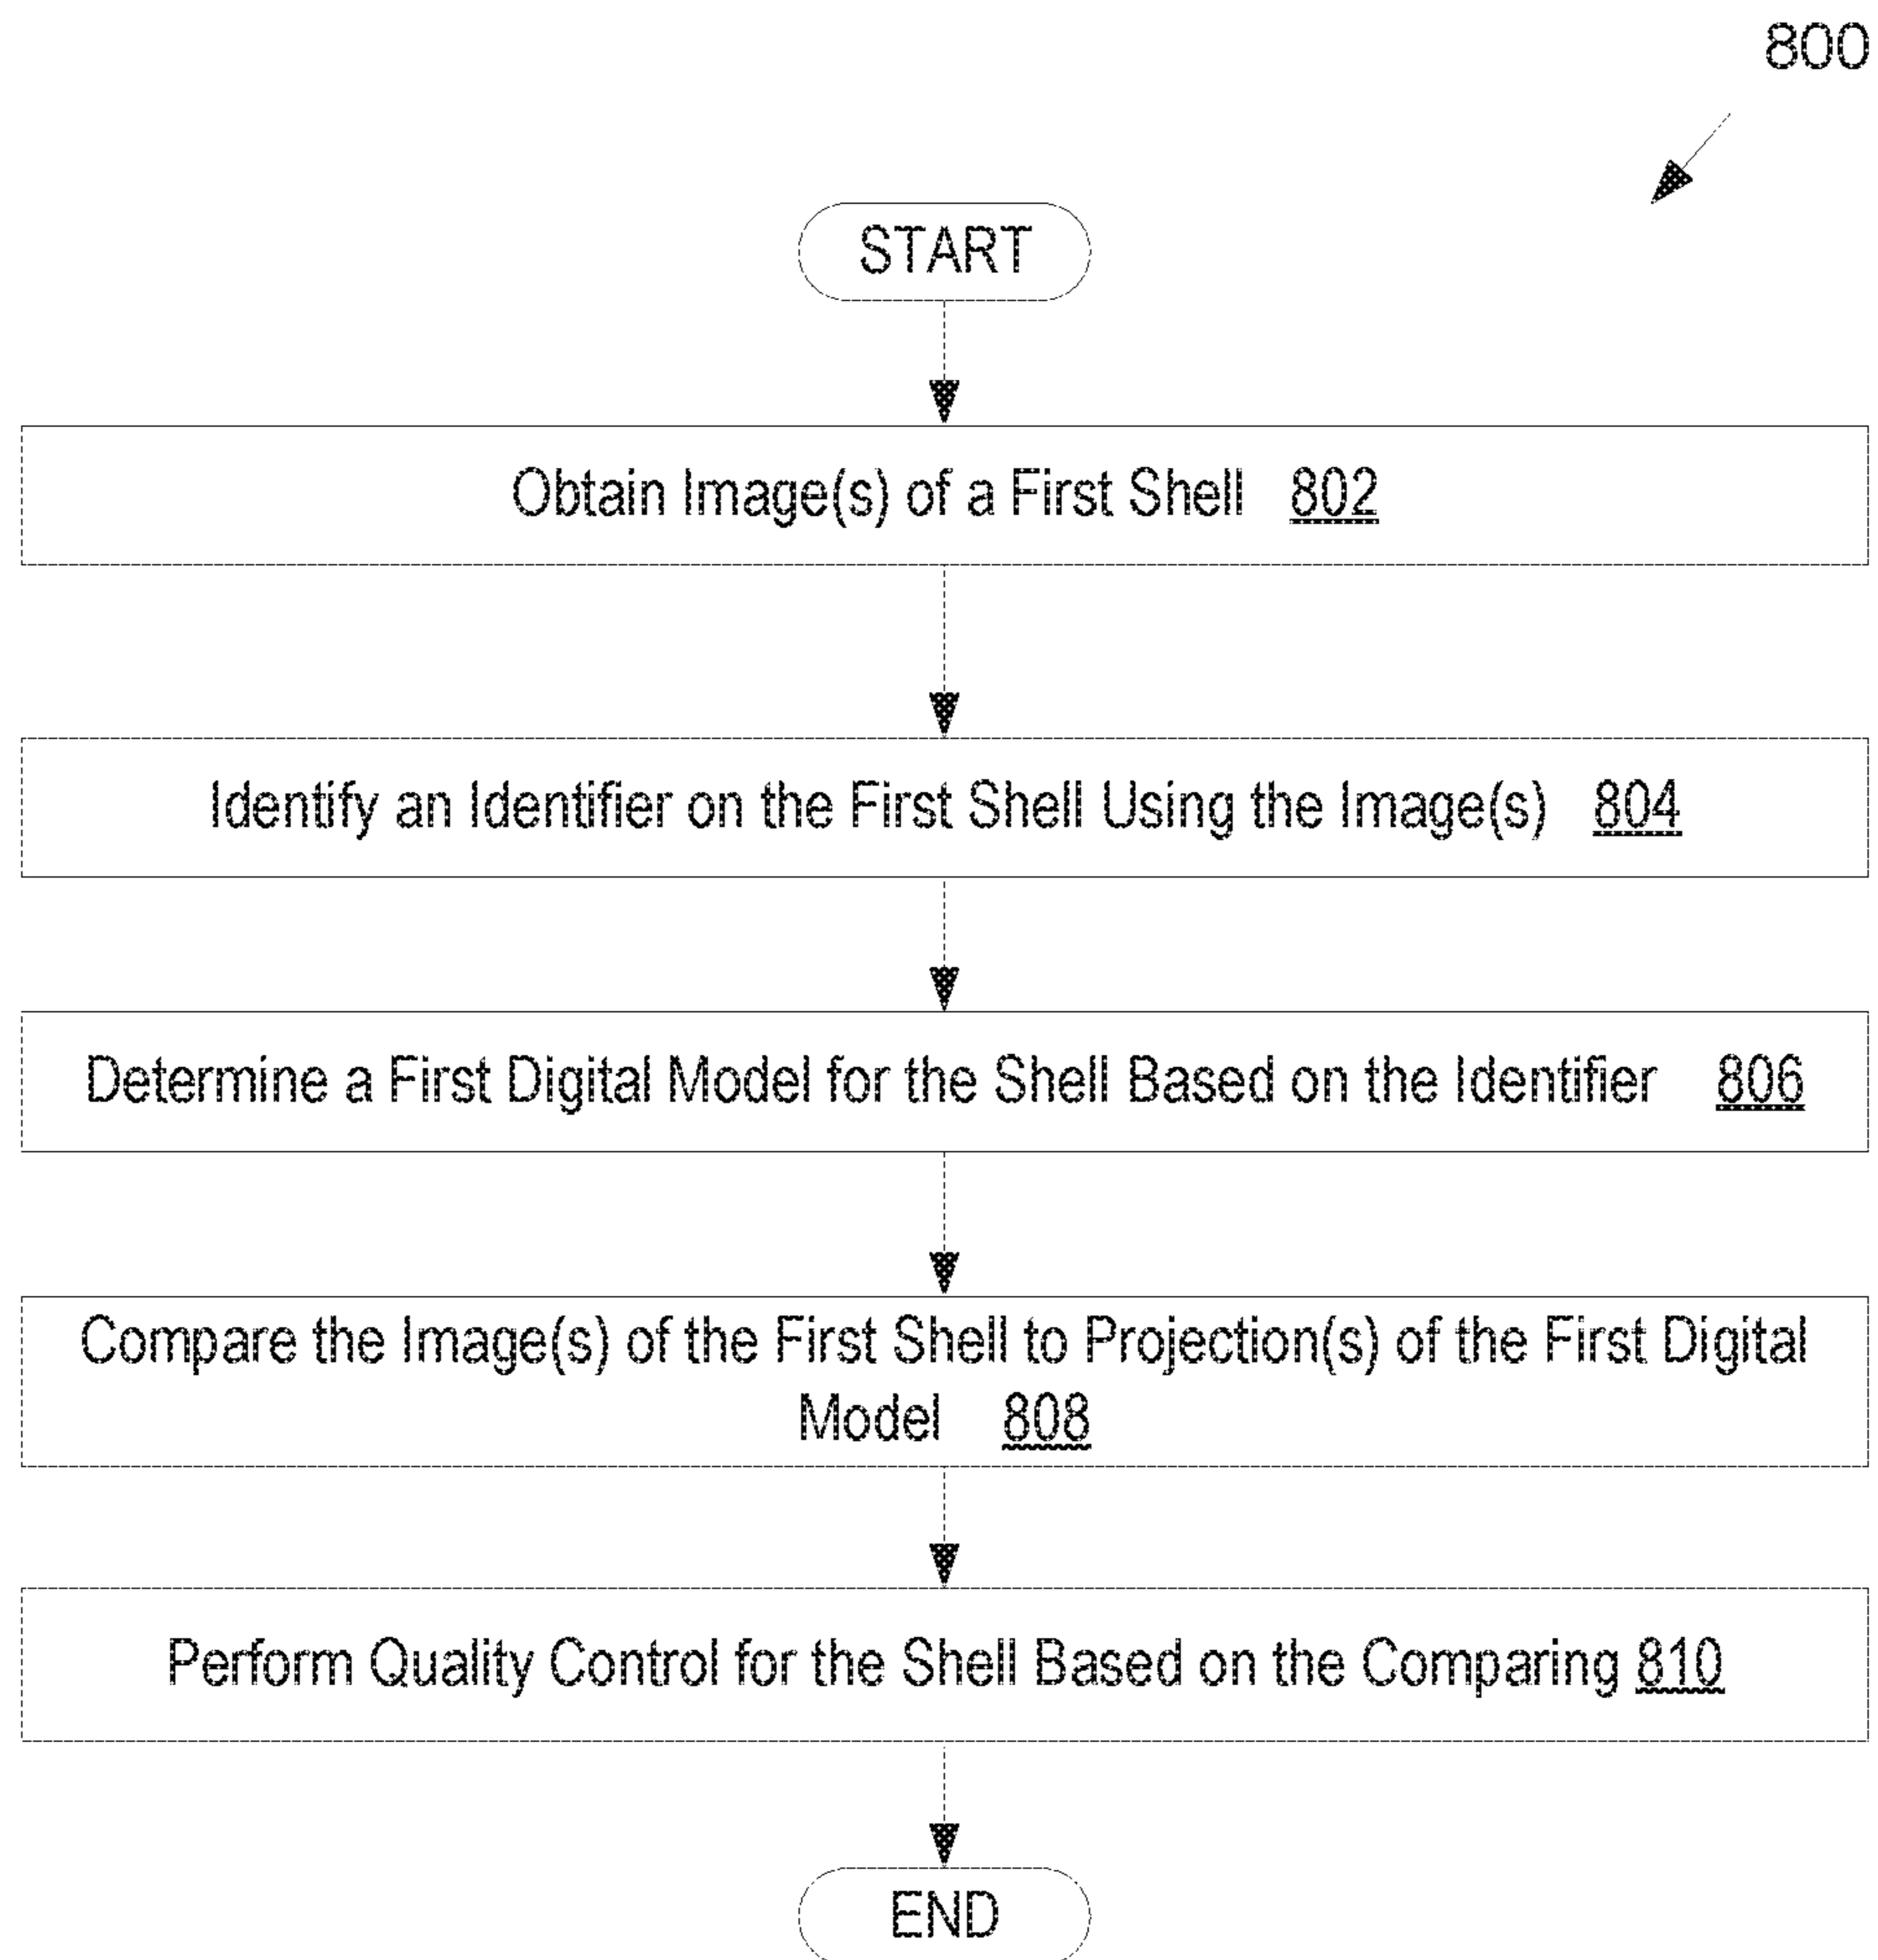 800
START
Obtain Image(s) of a First Shell 802
Identify an Identifier on the First Shell Using the Image(s) 804
Determine a First Digital Model for the Shell Based on the Identifier 806
Compare the Image(s) of the First Shell to Projection(s) of the First Digital
Model 808
Perform Quality Control for the Shell Based on the Comparing 810
END